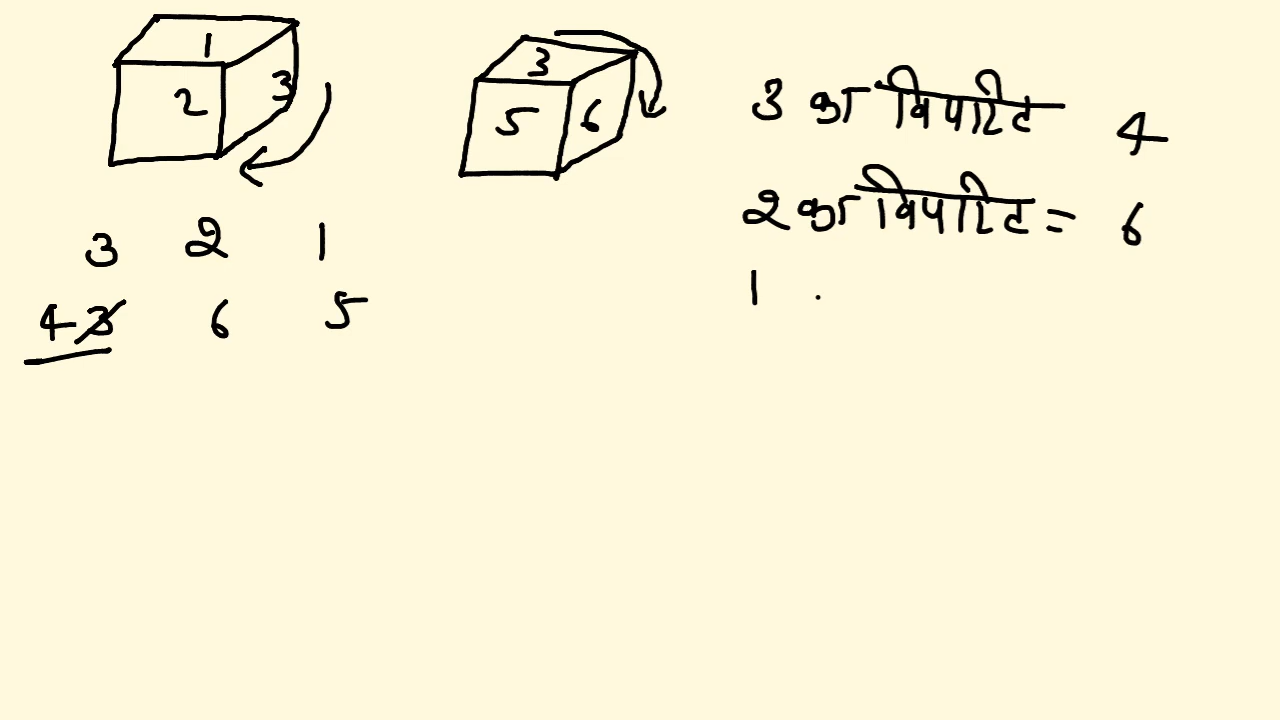 1
2 3
3
5 6
3 2 1
4 3 6 5
3 का विपरित 4
2 का विपरित = 6
1 .